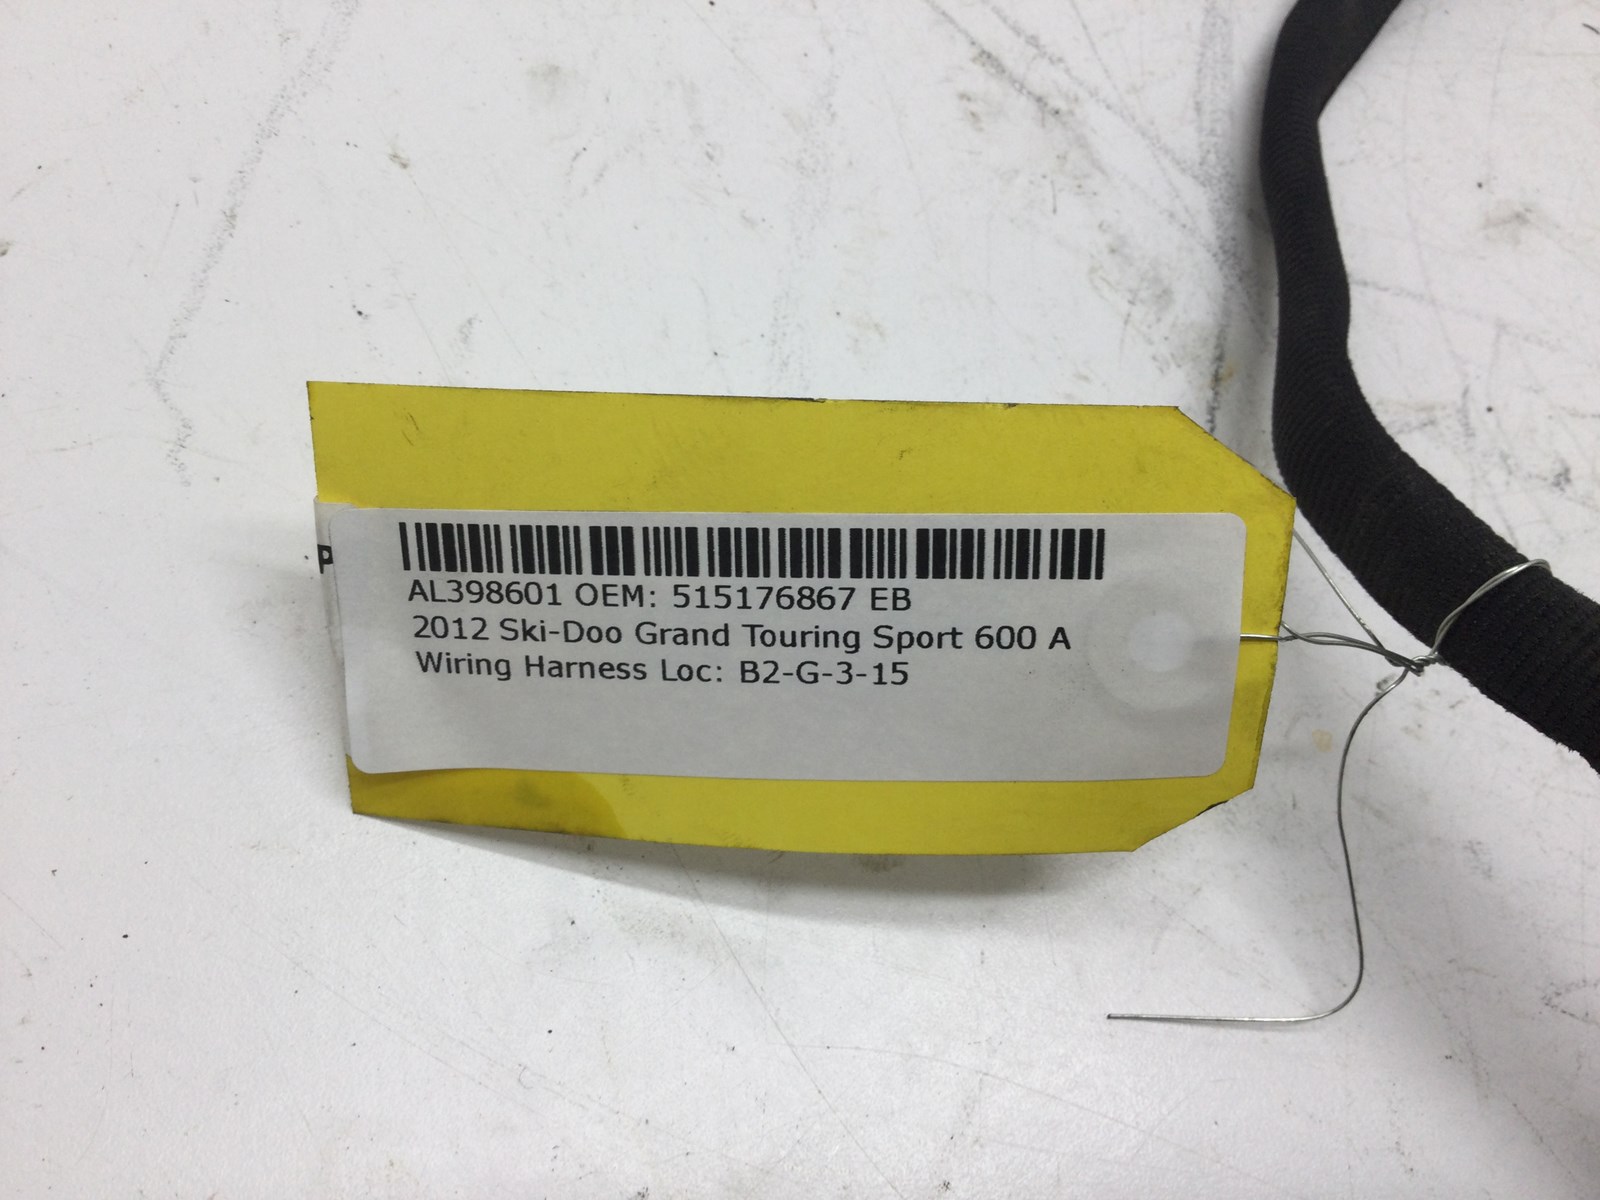 AL398601 OEM: 515176867 EB
2012 Ski-Doo Grand Touring Sport 600 A
Wiring Harness Loc: B2-G-3-15
P